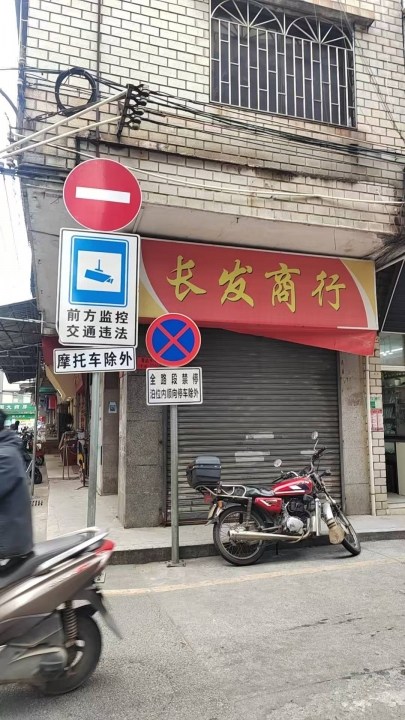 前方监控
交通违法
摩托车除外
长发商行
全路段禁停
泊位内顺向停车除外